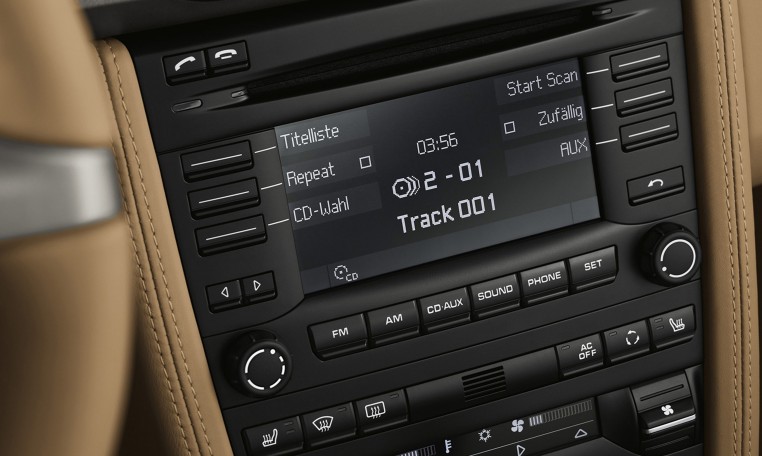 Start Scan
Titelliste
03:56
Zufällig
Repeat
2 - 01
AUX
CD-Wahl
Track 001
CD
FM
AM
CD·AUX
SOUND
PHONE
SET
AC
OFF